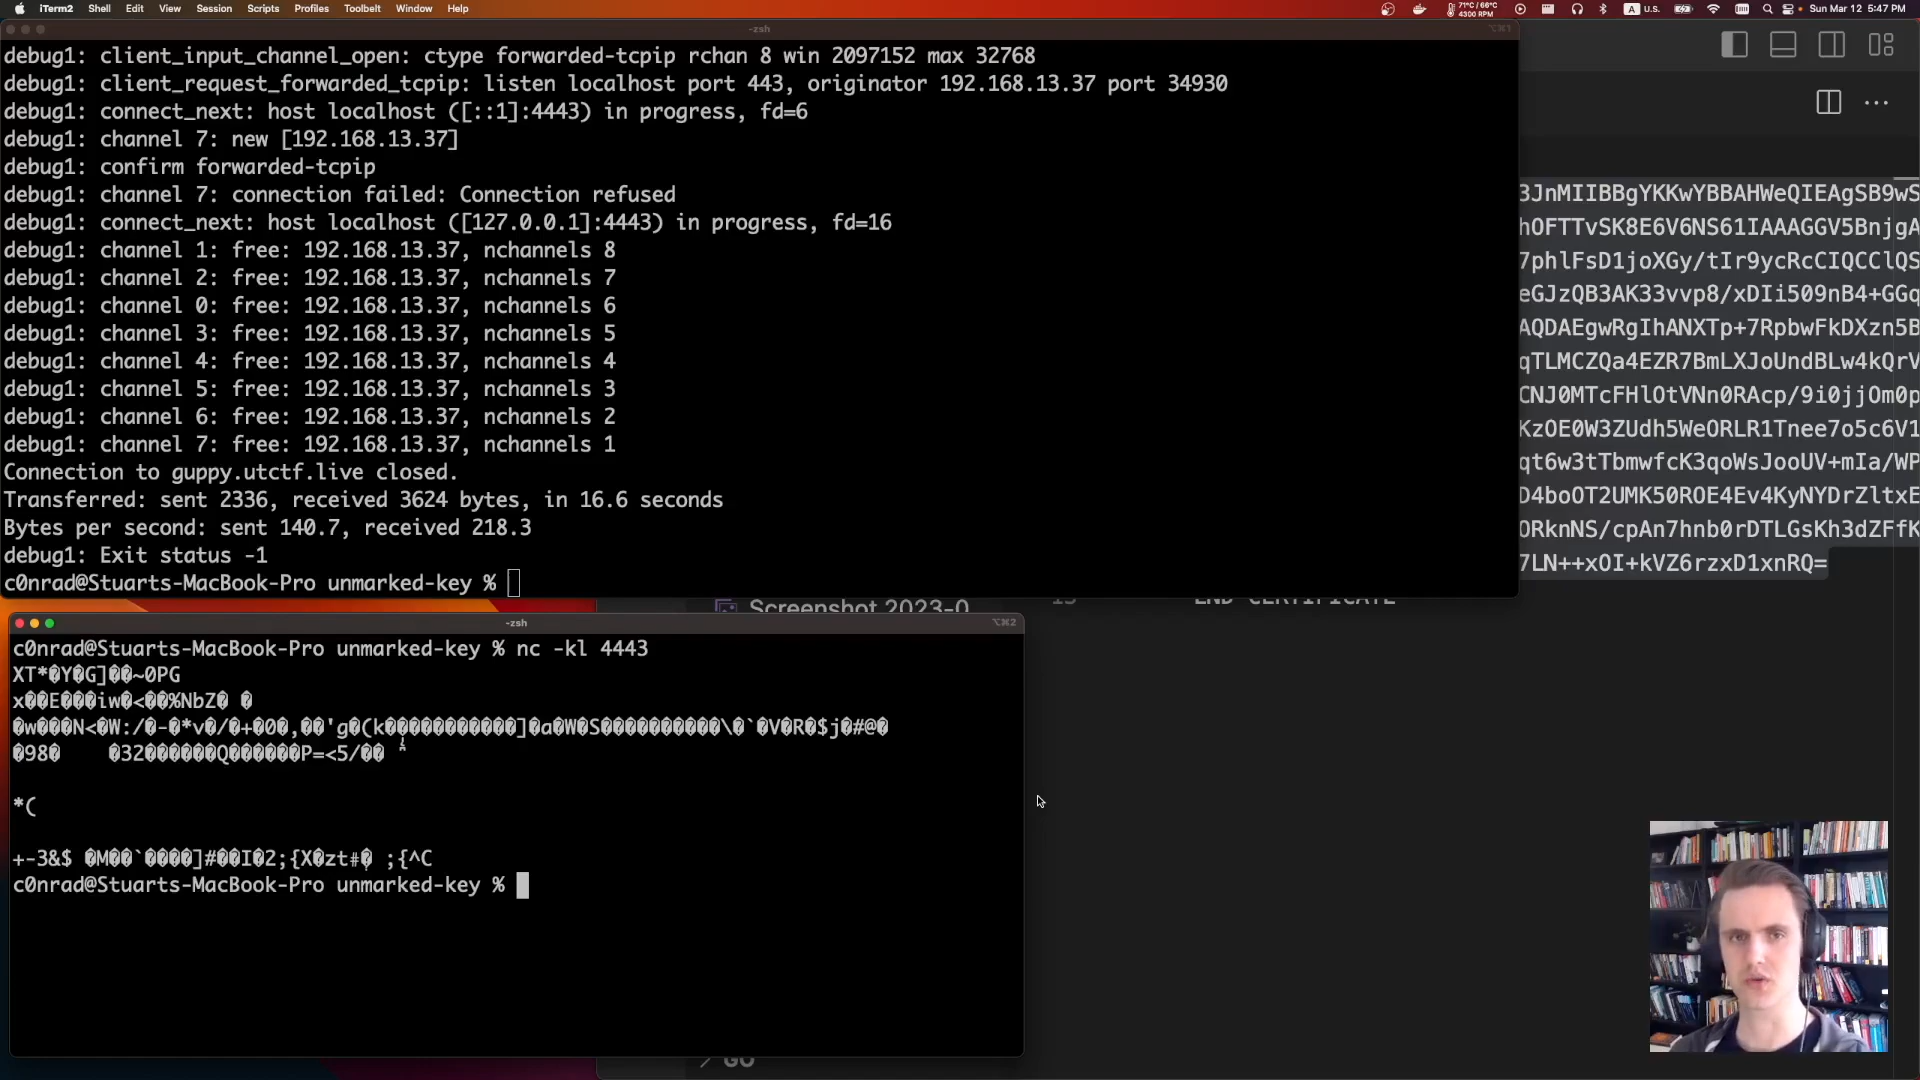 iTerm2 Shell Edit View Session Scripts Profiles Toolbelt Window Help
71°C / 66°C 4300 RPM A U.S. Sun Mar 12 5:47 PM
-zsh ⌥⌘1
debug1: client_input_channel_open: ctype forwarded-tcpip rchan 8 win 2097152 max 32768
debug1: client_request_forwarded_tcpip: listen localhost port 443, originator 192.168.13.37 port 34930
debug1: connect_next: host localhost ([::1]:4443) in progress, fd=6
debug1: channel 7: new [192.168.13.37]
debug1: confirm forwarded-tcpip
debug1: channel 7: connection failed: Connection refused
debug1: connect_next: host localhost ([127.0.0.1]:4443) in progress, fd=16
debug1: channel 1: free: 192.168.13.37, nchannels 8
debug1: channel 2: free: 192.168.13.37, nchannels 7
debug1: channel 0: free: 192.168.13.37, nchannels 6
debug1: channel 3: free: 192.168.13.37, nchannels 5
debug1: channel 4: free: 192.168.13.37, nchannels 4
debug1: channel 5: free: 192.168.13.37, nchannels 3
debug1: channel 6: free: 192.168.13.37, nchannels 2
debug1: channel 7: free: 192.168.13.37, nchannels 1
Connection to guppy.utctf.live closed.
Transferred: sent 2336, received 3624 bytes, in 16.6 seconds
Bytes per second: sent 140.7, received 218.3
debug1: Exit status -1
c0nrad@Stuarts-MacBook-Pro unmarked-key %
3JnMIIBBgYKKwYBBAHWeQIEAgSB9wS
hOFTTvSK8E6V6NS61IAAAGGV5BnjgA
7phlFsD1joXGy/tIr9ycRcCIQCClQS
eGJzQB3AK33vvp8/xDIi509nB4+GGq
AQDAEgwRgIhANXTp+7RpbwFkDXzn5B
qTLMCZQa4EZR7BmLXJoUndBLw4kQrV
CNJ0MTcFHlOtVNn0RAcp/9i0jjOm0p
KzOE0W3ZUdh5WeORLR1Tnee7o5c6V1
qt6w3tTbmwfcK3qoWsJooUV+mIa/WP
D4boOT2UMK50ROE4Ev4KyNYDrZltxE
ORknNS/cpAn7hnb0rDTLGsKh3dZFfK
7LN++xOI+kVZ6rzxD1xnRQ=
Screenshot 2023-0
END CERTIFICATE
-zsh ⌥⌘2
c0nrad@Stuarts-MacBook-Pro unmarked-key % nc -kl 4443
XT*�Y�G]��~0PG
x��E���iw�<��%NbZ� �
�w���N<�W:/�-�*v�/�+�0�,��'g�(k�����������]�a�W�S����������\�`�V�R�$j�#@�
�98� �32������Q������P=<5/��
*(
+-3&$ �M��`����]#��I�2;{X�zt#� ;{^C
c0nrad@Stuarts-MacBook-Pro unmarked-key %
GO